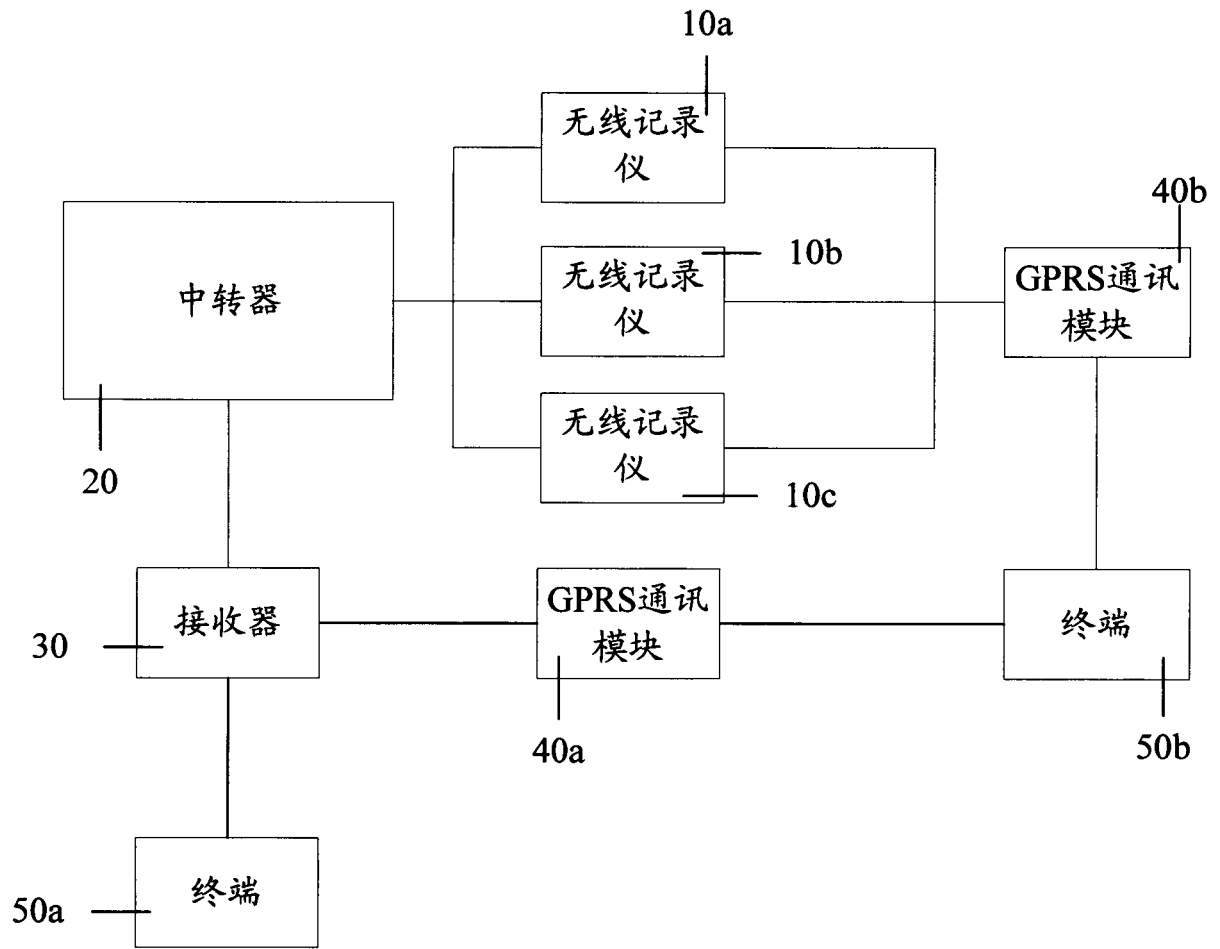 10a
无线记录
仪
40b
中转器
10b
无线记录
仪
GPRS通讯
模块
无线记录
仪
20
10c
30
接收器
GPRS通讯
模块
终端
40a
50b
50a
终端